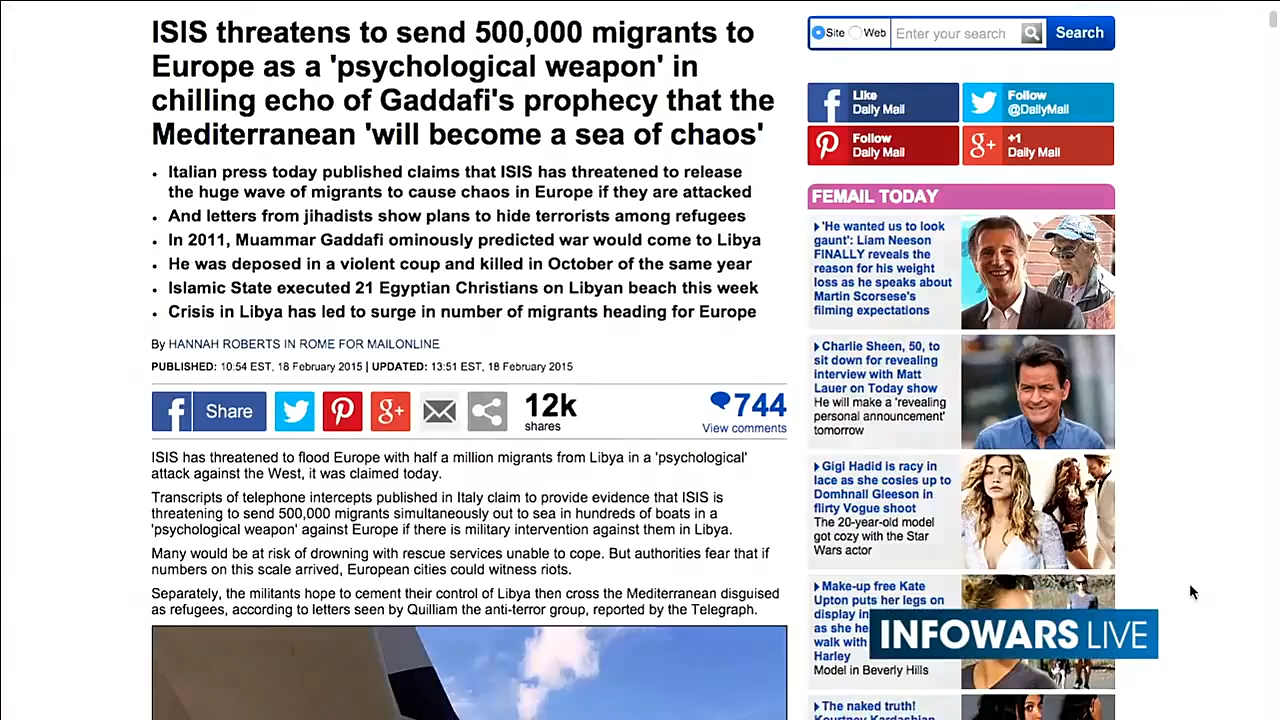 ISIS threatens to send 500,000 migrants to
Europe as a 'psychological weapon' in
chilling echo of Gaddafi's prophecy that the
Mediterranean 'will become a sea of chaos'
• Italian press today published claims that ISIS has threatened to release
the huge wave of migrants to cause chaos in Europe if they are attacked
• And letters from jihadists show plans to hide terrorists among refugees
• In 2011, Muammar Gaddafi ominously predicted war would come to Libya
• He was deposed in a violent coup and killed in October of the same year
• Islamic State executed 21 Egyptian Christians on Libyan beach this week
• Crisis in Libya has led to surge in number of migrants heading for Europe
By HANNAH ROBERTS IN ROME FOR MAILONLINE
PUBLISHED: 10:54 EST, 18 February 2015 | UPDATED: 13:51 EST, 18 February 2015
f Share
g+
12k
shares
744
View comments
ISIS has threatened to flood Europe with half a million migrants from Libya in a 'psychological'
attack against the West, it was claimed today.
Transcripts of telephone intercepts published in Italy claim to provide evidence that ISIS is
threatening to send 500,000 migrants simultaneously out to sea in hundreds of boats in a
'psychological weapon' against Europe if there is military intervention against them in Libya.
Many would be at risk of drowning with rescue services unable to cope. But authorities fear that if
numbers on this scale arrived, European cities could witness riots.
Separately, the militants hope to cement their control of Libya then cross the Mediterranean disguised
as refugees, according to letters seen by Quilliam the anti-terror group, reported by the Telegraph.
Site Web Enter your search Search
f Like
Daily Mail
Follow
@DailyMail
Follow
Daily Mail
g+ +1
Daily Mail
FEMAIL TODAY
'He wanted us to look
gaunt': Liam Neeson
FINALLY reveals the
reason for his weight
loss as he speaks about
Martin Scorsese's
filming expectations
Charlie Sheen, 50, to
sit down for revealing
interview with Matt
Lauer on Today show
He will make a 'revealing
personal announcement'
tomorrow
Gigi Hadid is racy in
lace as she cosies up to
Domhnall Gleeson in
flirty Vogue shoot
The 20-year-old model
got cozy with the Star
Wars actor
Make-up free Kate
Upton puts her legs on
display in
as she he
walk with
Harley
Model in Beverly Hills
INFOWARS LIVE
The naked truth!
Kourtney Kardashian